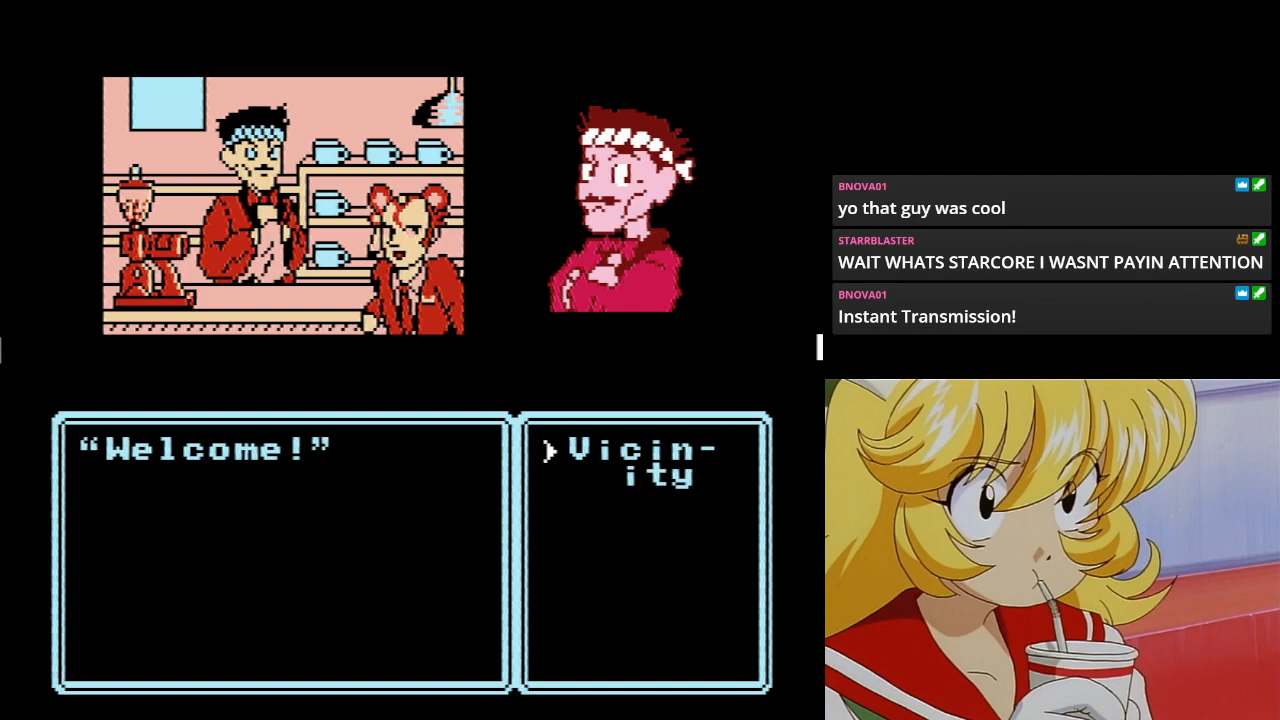 “Welcome!”
Vicin-
ity
BNOVA01
yo that guy was cool
STARRBLASTER
WAIT WHATS STARCORE I WASNT PAYIN ATTENTION
BNOVA01
Instant Transmission!